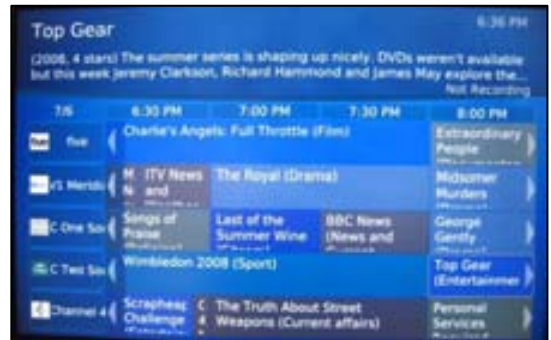 Top Gear
6:36 PM
(2008, 4 stars) The summer series is shaping up nicely. DVDs weren't available
but this week Jeremy Clarkson, Richard Hammond and James May explore the...
Not Recording
7/6 6:30 PM 7:00 PM 7:30 PM 8:00 PM
five Charlie's Angels: Full Throttle (Film) Extraordinary
People
M ITV News The Royal (Drama) Midsomer
N and Murders
C One Songs of Last of the BBC News George
Praise Summer Wine (News and Gently
C Two Wimbledon 2008 (Sport) Top Gear
(Entertainmen
Channel 4 Scrapheap C The Truth About Street Personal
Challenge 4 Weapons (Current affairs) Services